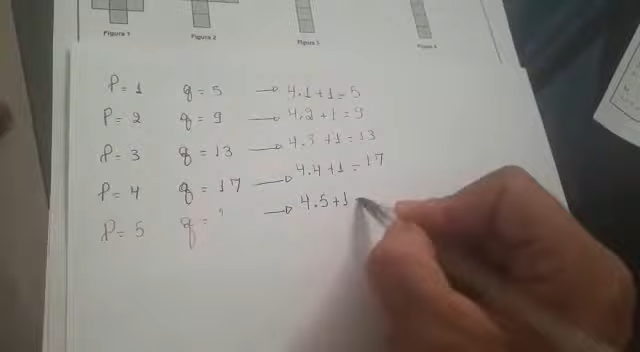 Figura 1 Figura 2 Figura 3 Figura 4
P=1 q=5 → 4.1+1=5
P=2 q=9 → 4.2+1=9
P=3 q=13 → 4.3+1=13
P=4 q=17 → 4.4+1=17
P=5 q= → 4.5+1